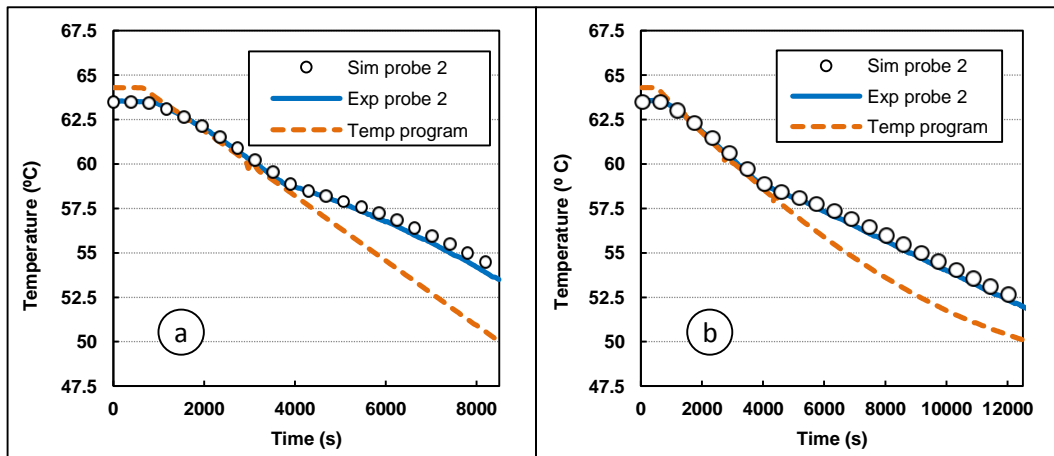 67.5
65
62.5
60
57.5
55
52.5
50
47.5
0
2000
4000
6000
8000
Temperature (ºC)
Time (s)
Sim probe 2
Exp probe 2
Temp program
a
67.5
65
62.5
60
57.5
55
52.5
50
47.5
0
2000
4000
6000
8000
10000
12000
Temperature (º C)
Time (s)
Sim probe 2
Exp probe 2
Temp program
b